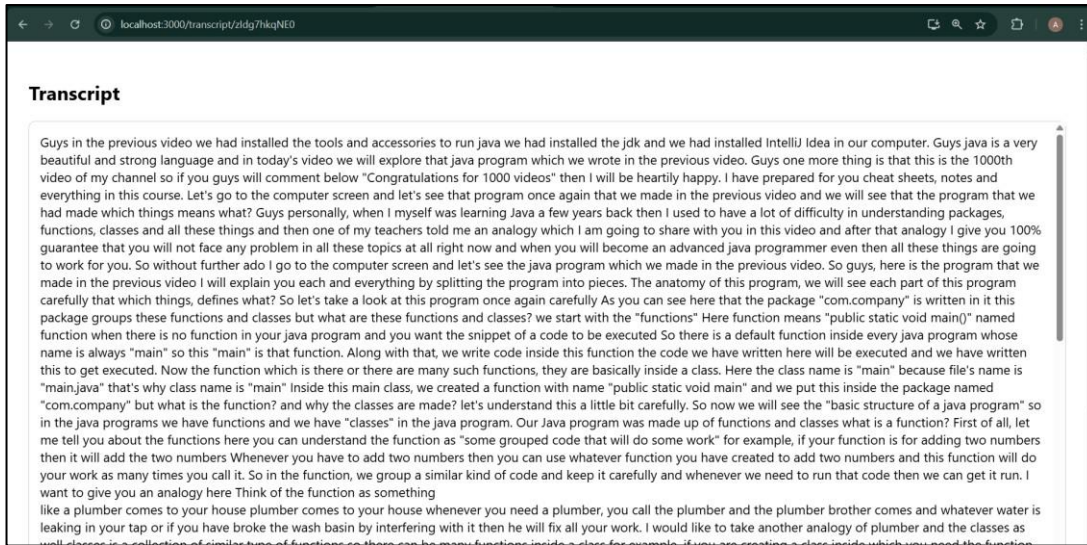 localhost:3000/transcript/zldg7hkqNE0
A
Transcript
Guys in the previous video we had installed the tools and accessories to run java we had installed the jdk and we had installed IntelliJ Idea in our computer. Guys java is a very
beautiful and strong language and in today's video we will explore that java program which we wrote in the previous video. Guys one more thing is that this is the 1000th
video of my channel so if you guys will comment below "Congratulations for 1000 videos" then I will be heartily happy. I have prepared for you cheat sheets, notes and
everything in this course. Let's go to the computer screen and let's see that program once again that we made in the previous video and we will see that the program that we
had made which things means what? Guys personally, when I myself was learning Java a few years back then I used to have a lot of difficulty in understanding packages,
functions, classes and all these things and then one of my teachers told me an analogy which I am going to share with you in this video and after that analogy I give you 100%
guarantee that you will not face any problem in all these topics at all right now and when you will become an advanced java programmer even then all these things are going
to work for you. So without further ado I go to the computer screen and let's see the java program which we made in the previous video. So guys, here is the program that we
made in the previous video I will explain you each and everything by splitting the program into pieces. The anatomy of this program, we will see each part of this program
carefully that which things, defines what? So let's take a look at this program once again carefully As you can see here that the package "com.company" is written in it this
package groups these functions and classes but what are these functions and classes? we start with the "functions" Here function means "public static void main()" named
function when there is no function in your java program and you want the snippet of a code to be executed So there is a default function inside every java program whose
name is always "main" so this "main" is that function. Along with that, we write code inside this function the code we have written here will be executed and we have written
this to get executed. Now the function which is there or there are many such functions, they are basically inside a class. Here the class name is "main" because file's name is
"main.java" that's why class name is "main" Inside this main class, we created a function with name "public static void main" and we put this inside the package named
"com.company" but what is the function? and why the classes are made? let's understand this a little bit carefully. So now we will see the "basic structure of a java program" so
in the java programs we have functions and we have "classes" in the java program. Our Java program was made up of functions and classes what is a function? First of all, let
me tell you about the functions here you can understand the function as "some grouped code that will do some work" for example, if your function is for adding two numbers
then it will add the two numbers Whenever you have to add two numbers then you can use whatever function you have created to add two numbers and this function will do
your work as many times you call it. So in the function, we group a similar kind of code and keep it carefully and whenever we need to run that code then we can get it run. I
want to give you an analogy here Think of the function as something
like a plumber comes to your house plumber comes to your house whenever you need a plumber, you call the plumber and the plumber brother comes and whatever water is
leaking in your tap or if you have broke the wash basin by interfering with it then he will fix all your work. I would like to take another analogy of plumber and the classes as
well classes is a collection of similar type of functions so there can be many functions inside a class for example, if you are creating a class inside which you need the function